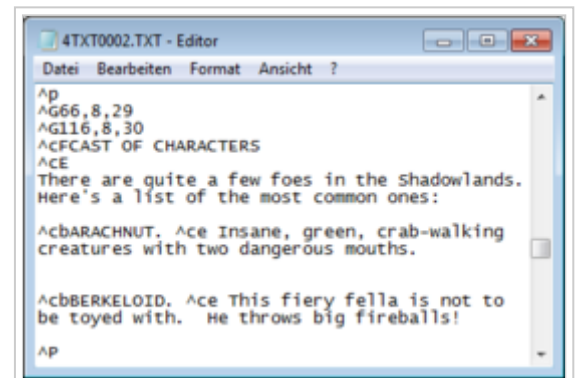 4TXT0002.TXT - Editor
Datei Bearbeiten Format Ansicht ?
^p
^G66,8,29
^G116,8,30
^cFCAST OF CHARACTERS
^cE
There are quite a few foes in the Shadowlands.
Here's a list of the most common ones:
^cbARACHNUT. ^ce Insane, green, crab-walking
creatures with two dangerous mouths.
^cbBERKELOID. ^ce This fiery fella is not to
be toyed with.  He throws big fireballs!
^P